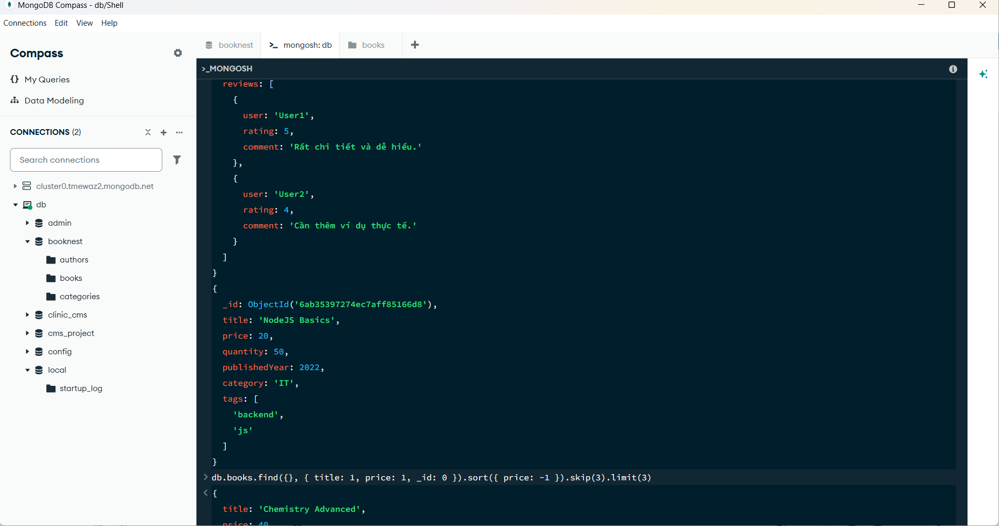 MongoDB Compass - db/Shell
Connections Edit View Help
Compass
My Queries
Data Modeling
CONNECTIONS (2)
Search connections
cluster0.tmewaz2.mongodb.net
db
admin
booknest
authors
books
categories
clinic_cms
cms_project
config
local
startup_log
booknest
>_ mongosh: db
books
>_MONGOSH
reviews: [
{
user: 'User1',
rating: 5,
comment: 'Rất chi tiết và dễ hiểu.'
},
{
user: 'User2',
rating: 4,
comment: 'Cần thêm ví dụ thực tế.'
}
]
}
{
_id: ObjectId('6ab35397274ec7aff85166d8'),
title: 'NodeJS Basics',
price: 20,
quantity: 50,
publishedYear: 2022,
category: 'IT',
tags: [
'backend',
'js'
]
}
> db.books.find({}, { title: 1, price: 1, _id: 0 }).sort({ price: -1 }).skip(3).limit(3)
< {
title: 'Chemistry Advanced',
price: 40